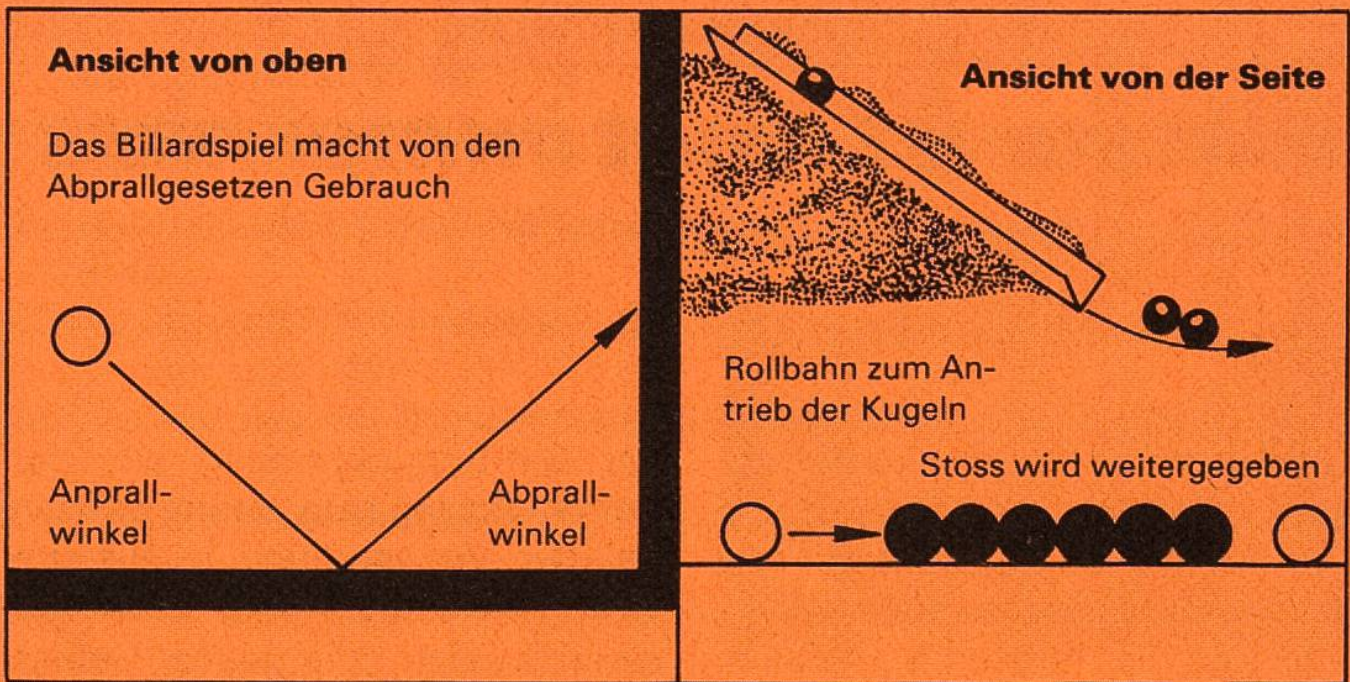 Ansicht von oben
Das Billardspiel macht von den
Abprallgesetzen Gebrauch
Anprall-
winkel
Abprall-
winkel
Ansicht von der Seite
Rollbahn zum An-
trieb der Kugeln
Stoss wird weitergegeben